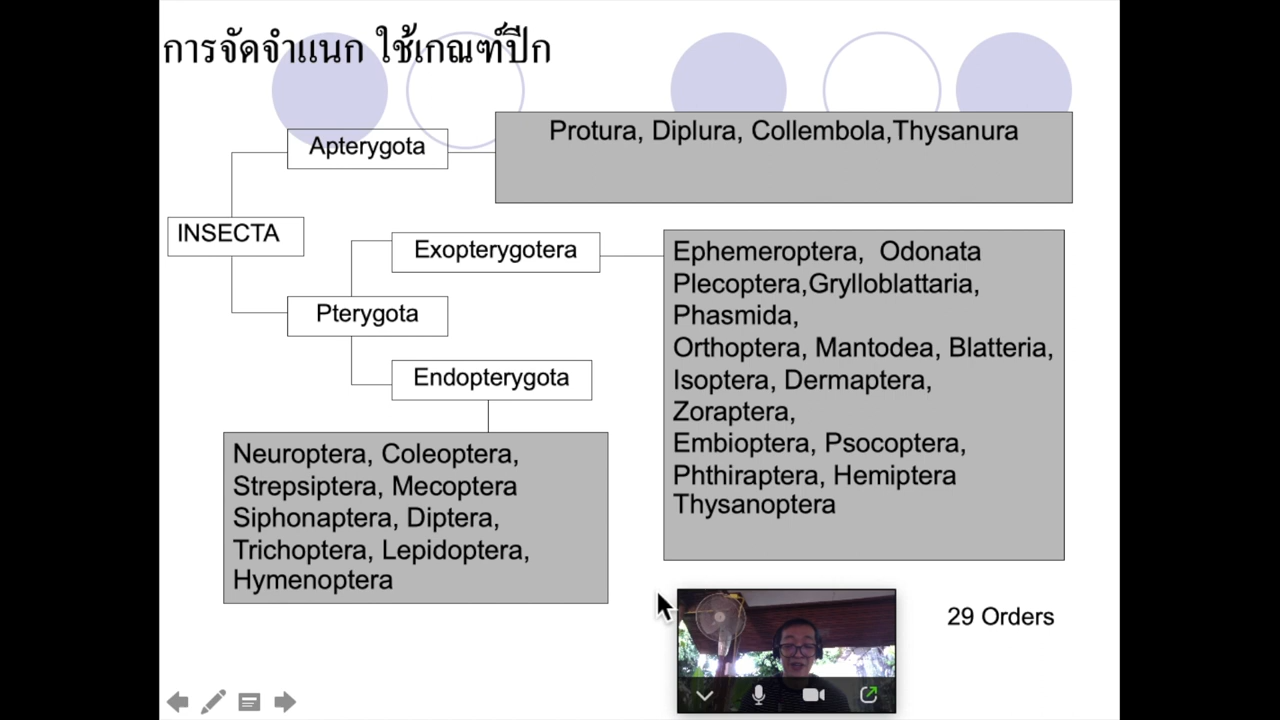 การจัดจำแนก ใช้เกณฑ์ปีก
Apterygota
Protura, Diplura, Collembola,Thysanura
INSECTA
Exopterygotera
Ephemeroptera, Odonata
Plecoptera,Grylloblattaria,
Phasmida,
Orthoptera, Mantodea, Blatteria,
Isoptera, Dermaptera,
Zoraptera,
Embioptera, Psocoptera,
Phthiraptera, Hemiptera
Thysanoptera
Pterygota
Endopterygota
Neuroptera, Coleoptera,
Strepsiptera, Mecoptera
Siphonaptera, Diptera,
Trichoptera, Lepidoptera,
Hymenoptera
29 Orders